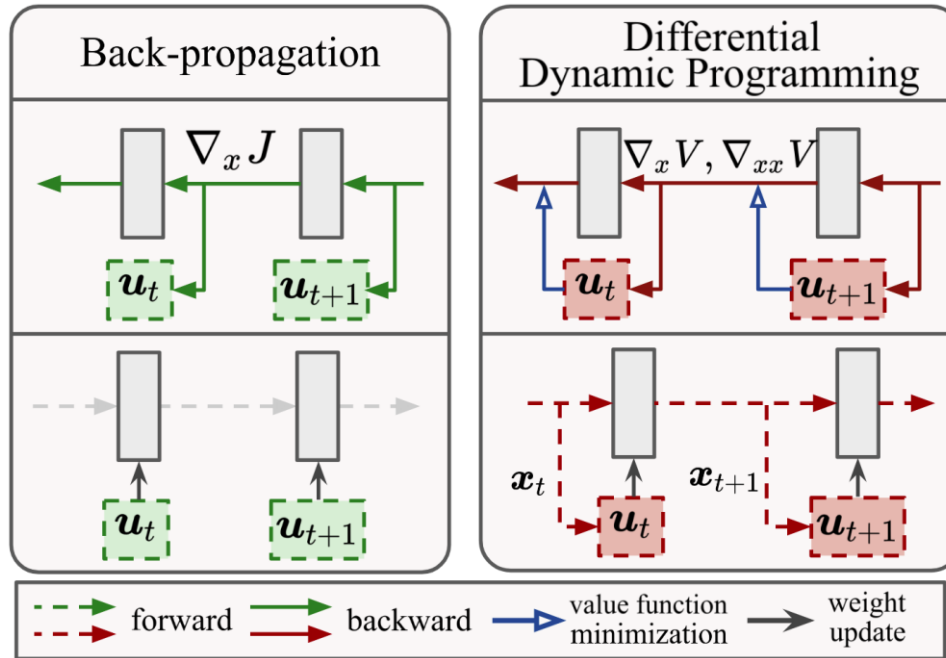 Back-propagation
∇ₓJ
𝒖ₜ
𝒖ₜ₊₁
𝒖ₜ
𝒖ₜ₊₁
Differential
Dynamic Programming
∇ₓV, ∇ₓₓV
𝒖ₜ
𝒖ₜ₊₁
𝒙ₜ
𝒙ₜ₊₁
𝒖ₜ
𝒖ₜ₊₁
forward
backward
value function
minimization
weight
update